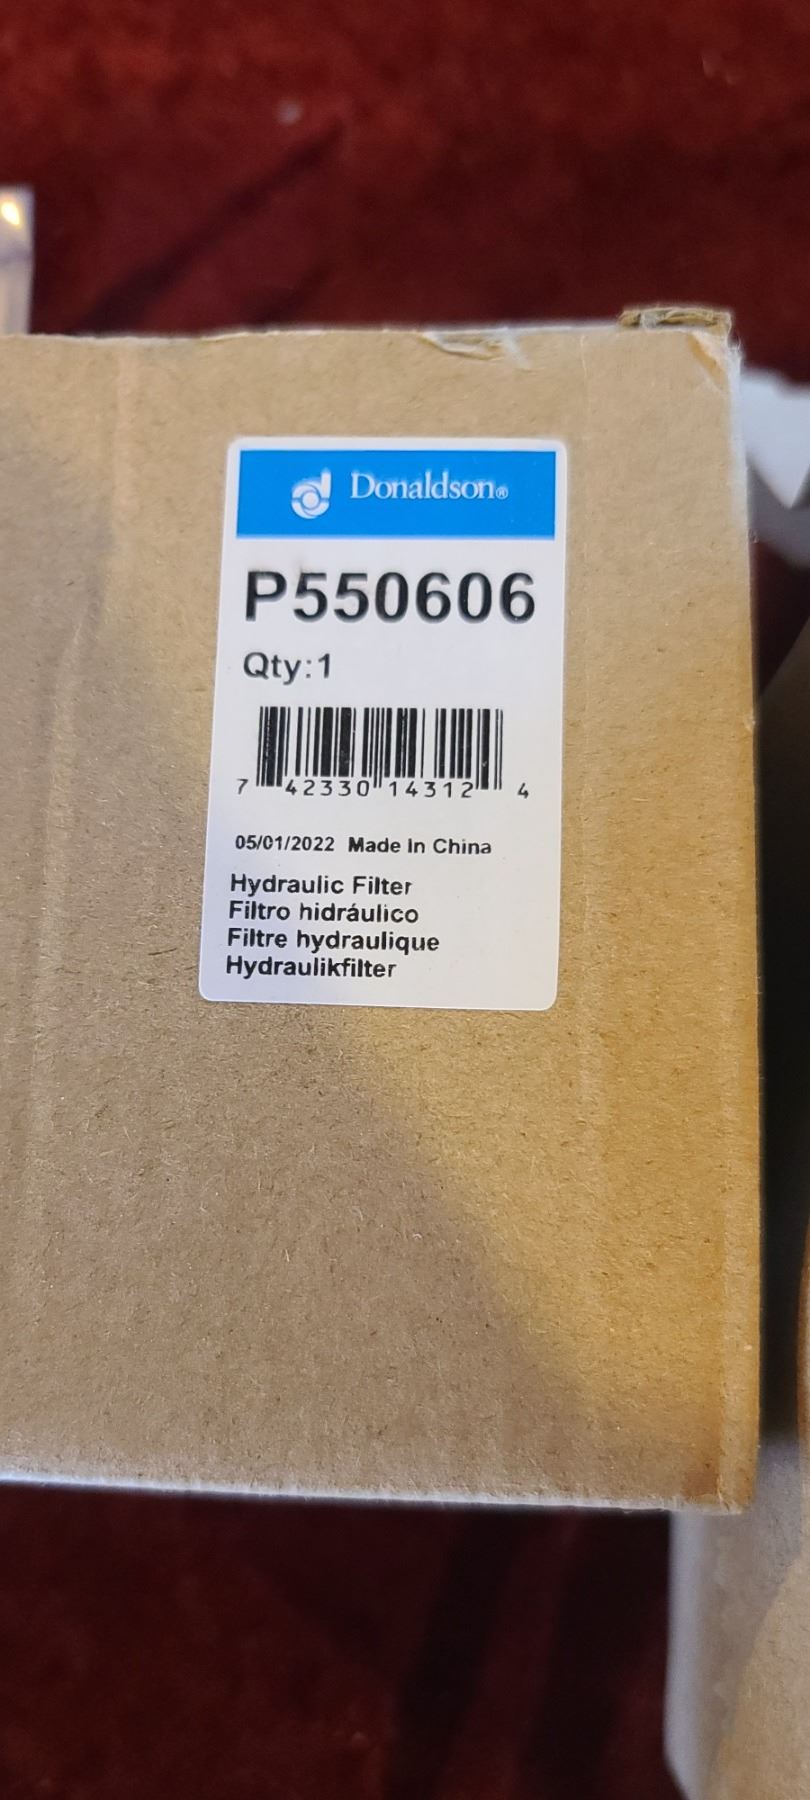 Donaldson®
P550606
Qty:1
7 42330 14312 4
05/01/2022 Made In China
Hydraulic Filter
Filtro hidráulico
Filtre hydraulique
Hydraulikfilter